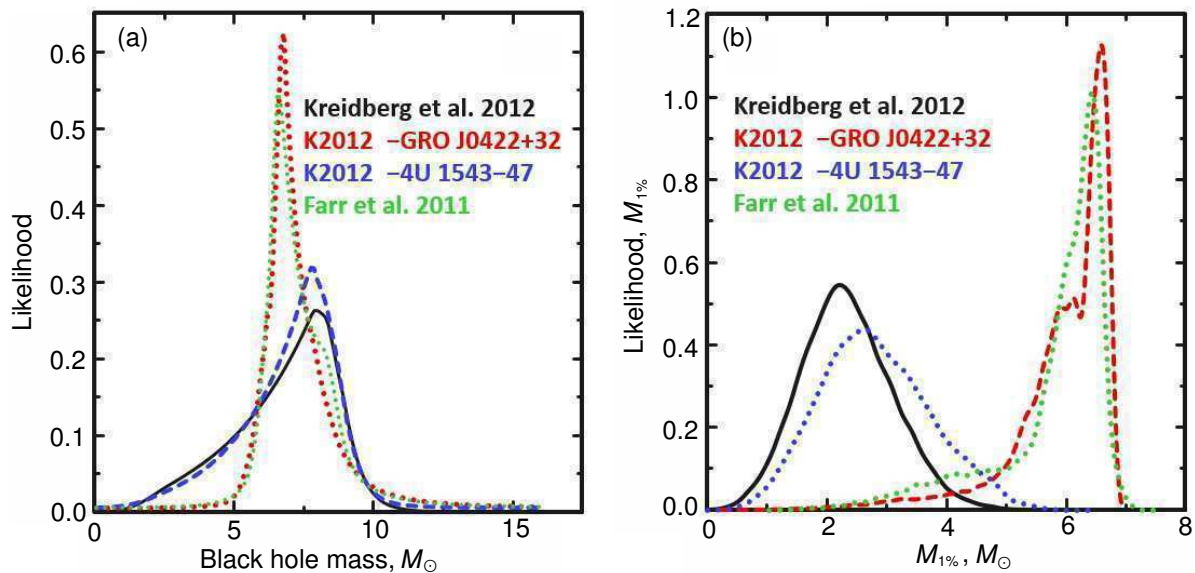 (a)
Likelihood
0.6
0.5
0.4
0.3
0.2
0.1
0.0
Kreidberg et al. 2012
K2012 –GRO J0422+32
K2012 –4U 1543–47
Farr et al. 2011
0 5 10 15
Black hole mass, M☉
(b)
Likelihood, M1%
1.2
1.0
0.8
0.6
0.4
0.2
0.0
Kreidberg et al. 2012
K2012 –GRO J0422+32
K2012 –4U 1543–47
Farr et al. 2011
0 2 4 6 8
M1% , M☉